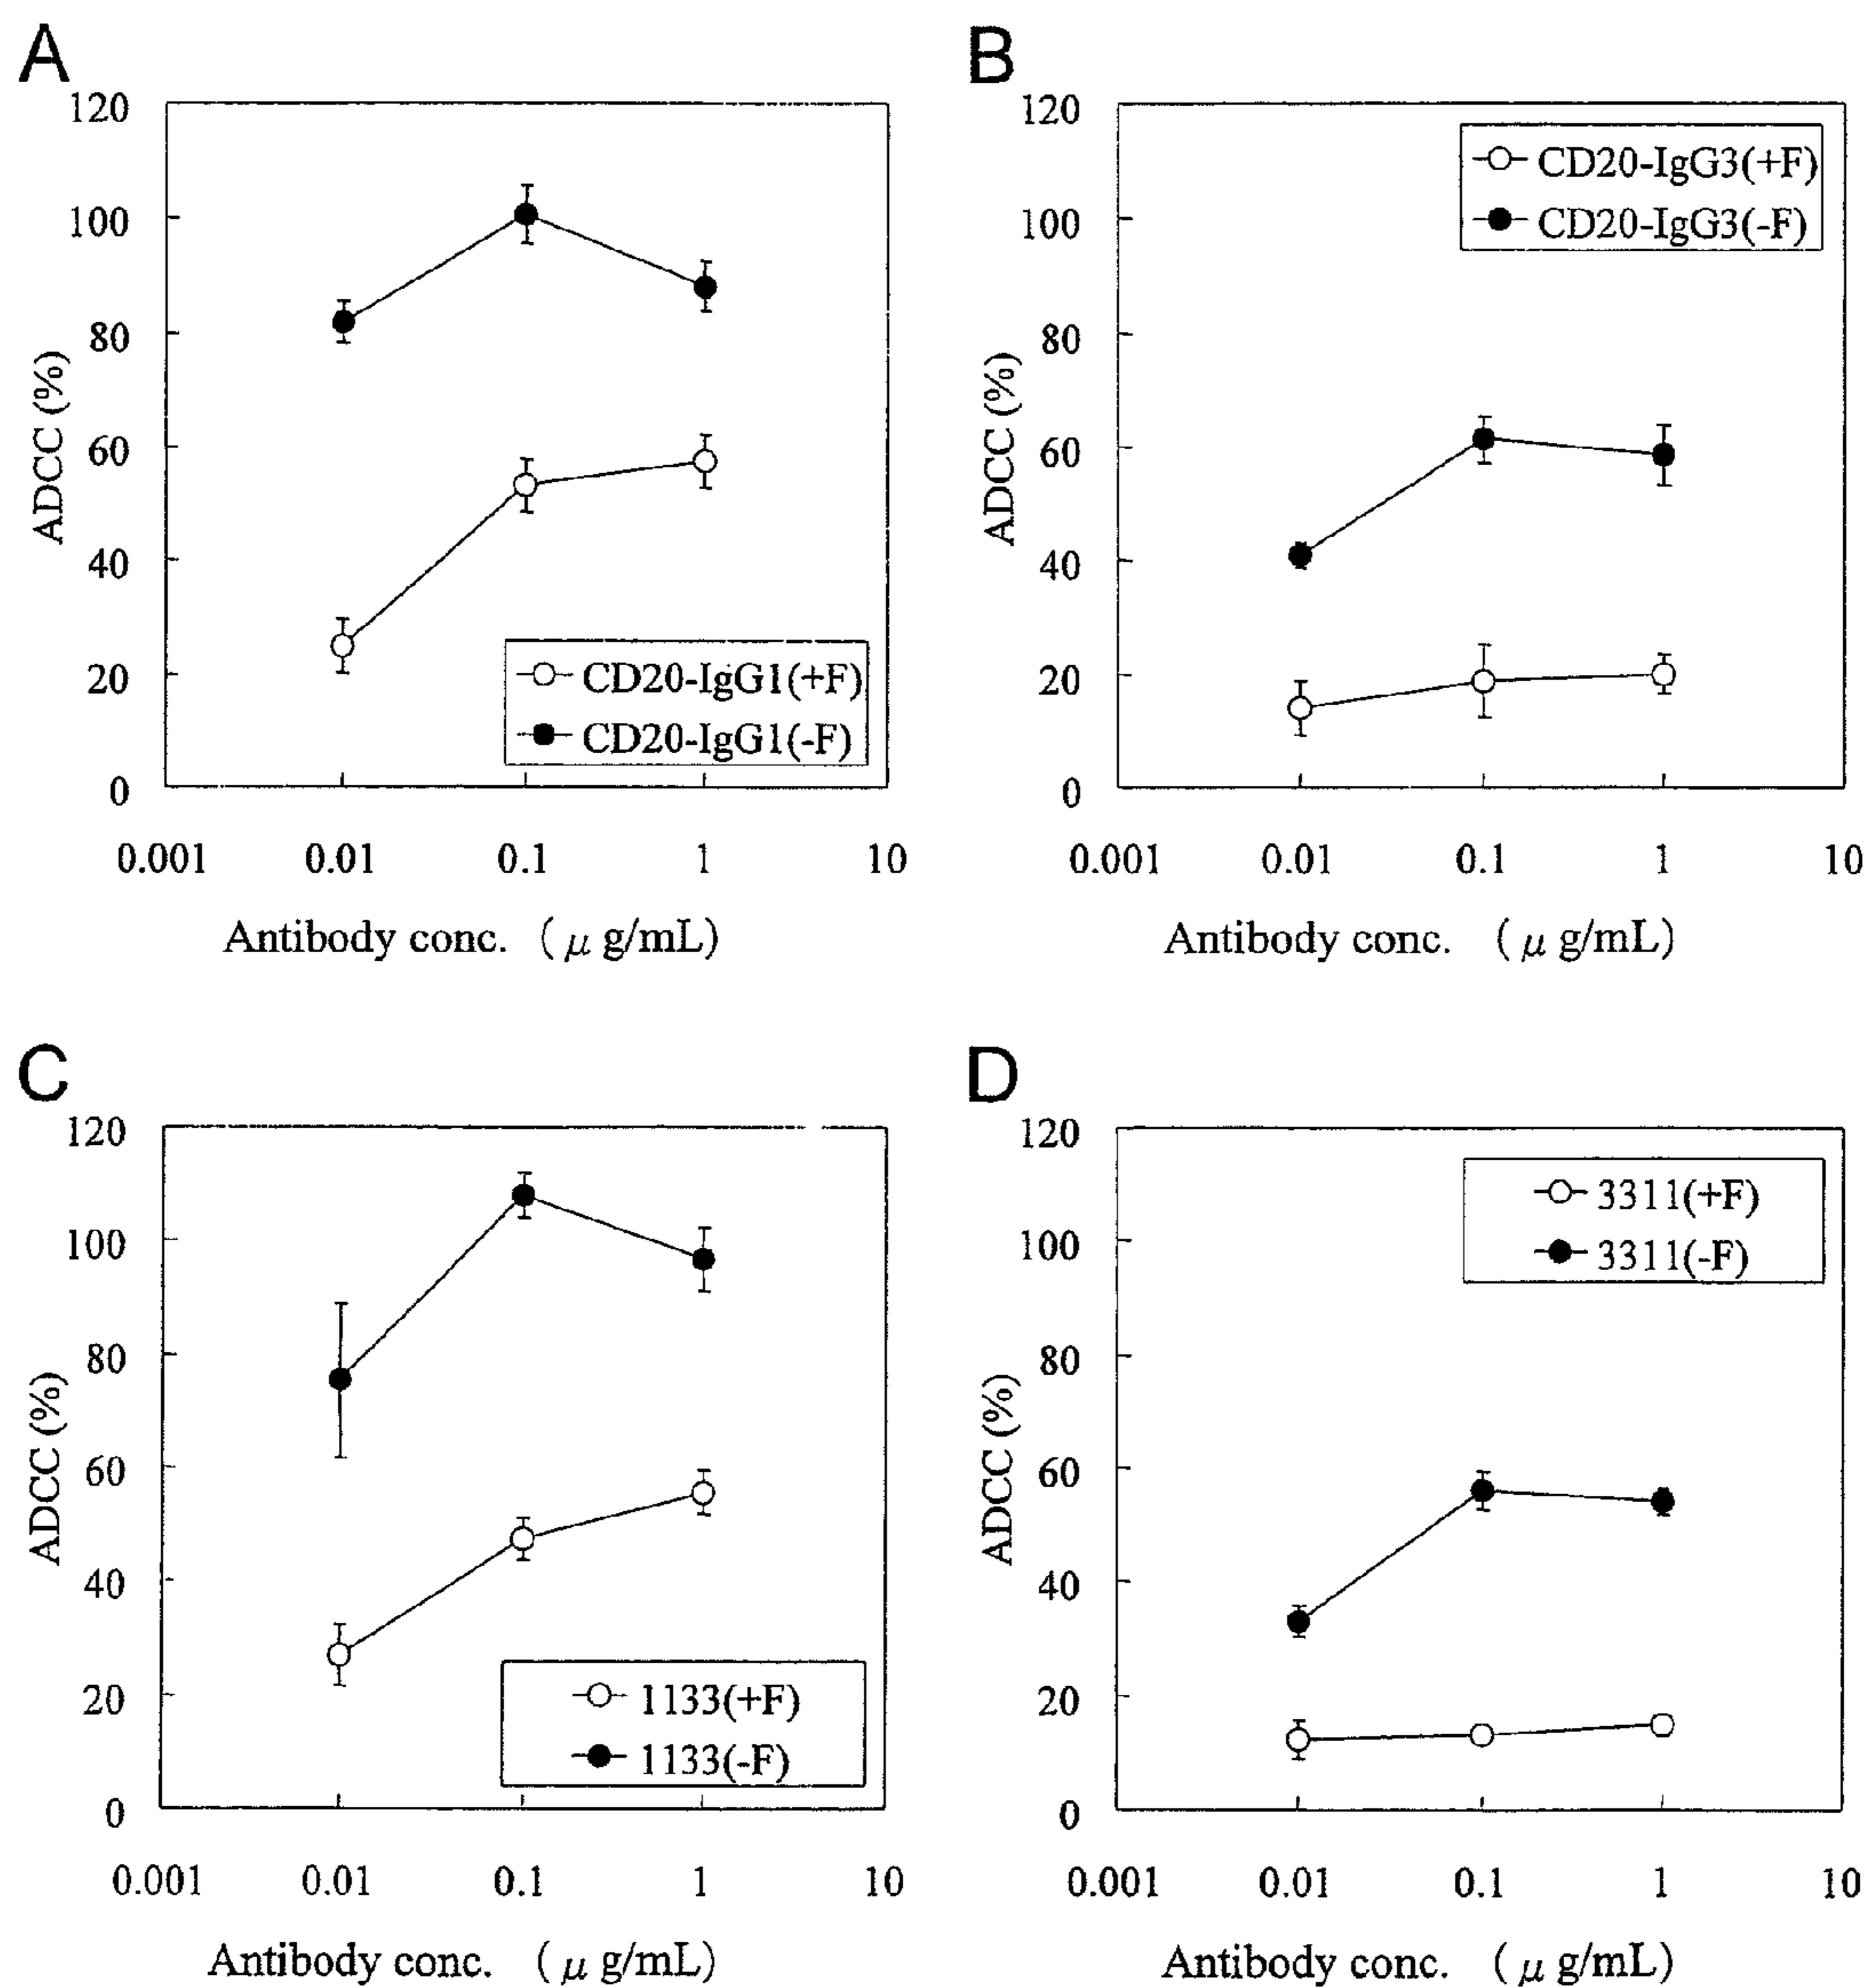 A
120
100
80
60
40
20
0
ADCC (%)
CD20-IgG1(+F)
CD20-IgG1(-F)
0.001 0.01 0.1 1 10
Antibody conc. (μ g/mL)
B
120
100
80
60
40
20
0
ADCC (%)
CD20-IgG3(+F)
CD20-IgG3(-F)
0.001 0.01 0.1 1 10
Antibody conc. (μ g/mL)
C
120
100
80
60
40
20
0
ADCC (%)
1133(+F)
1133(-F)
0.001 0.01 0.1 1 10
Antibody conc. (μ g/mL)
D
120
100
80
60
40
20
0
ADCC (%)
3311(+F)
3311(-F)
0.001 0.01 0.1 1 10
Antibody conc. (μ g/mL)